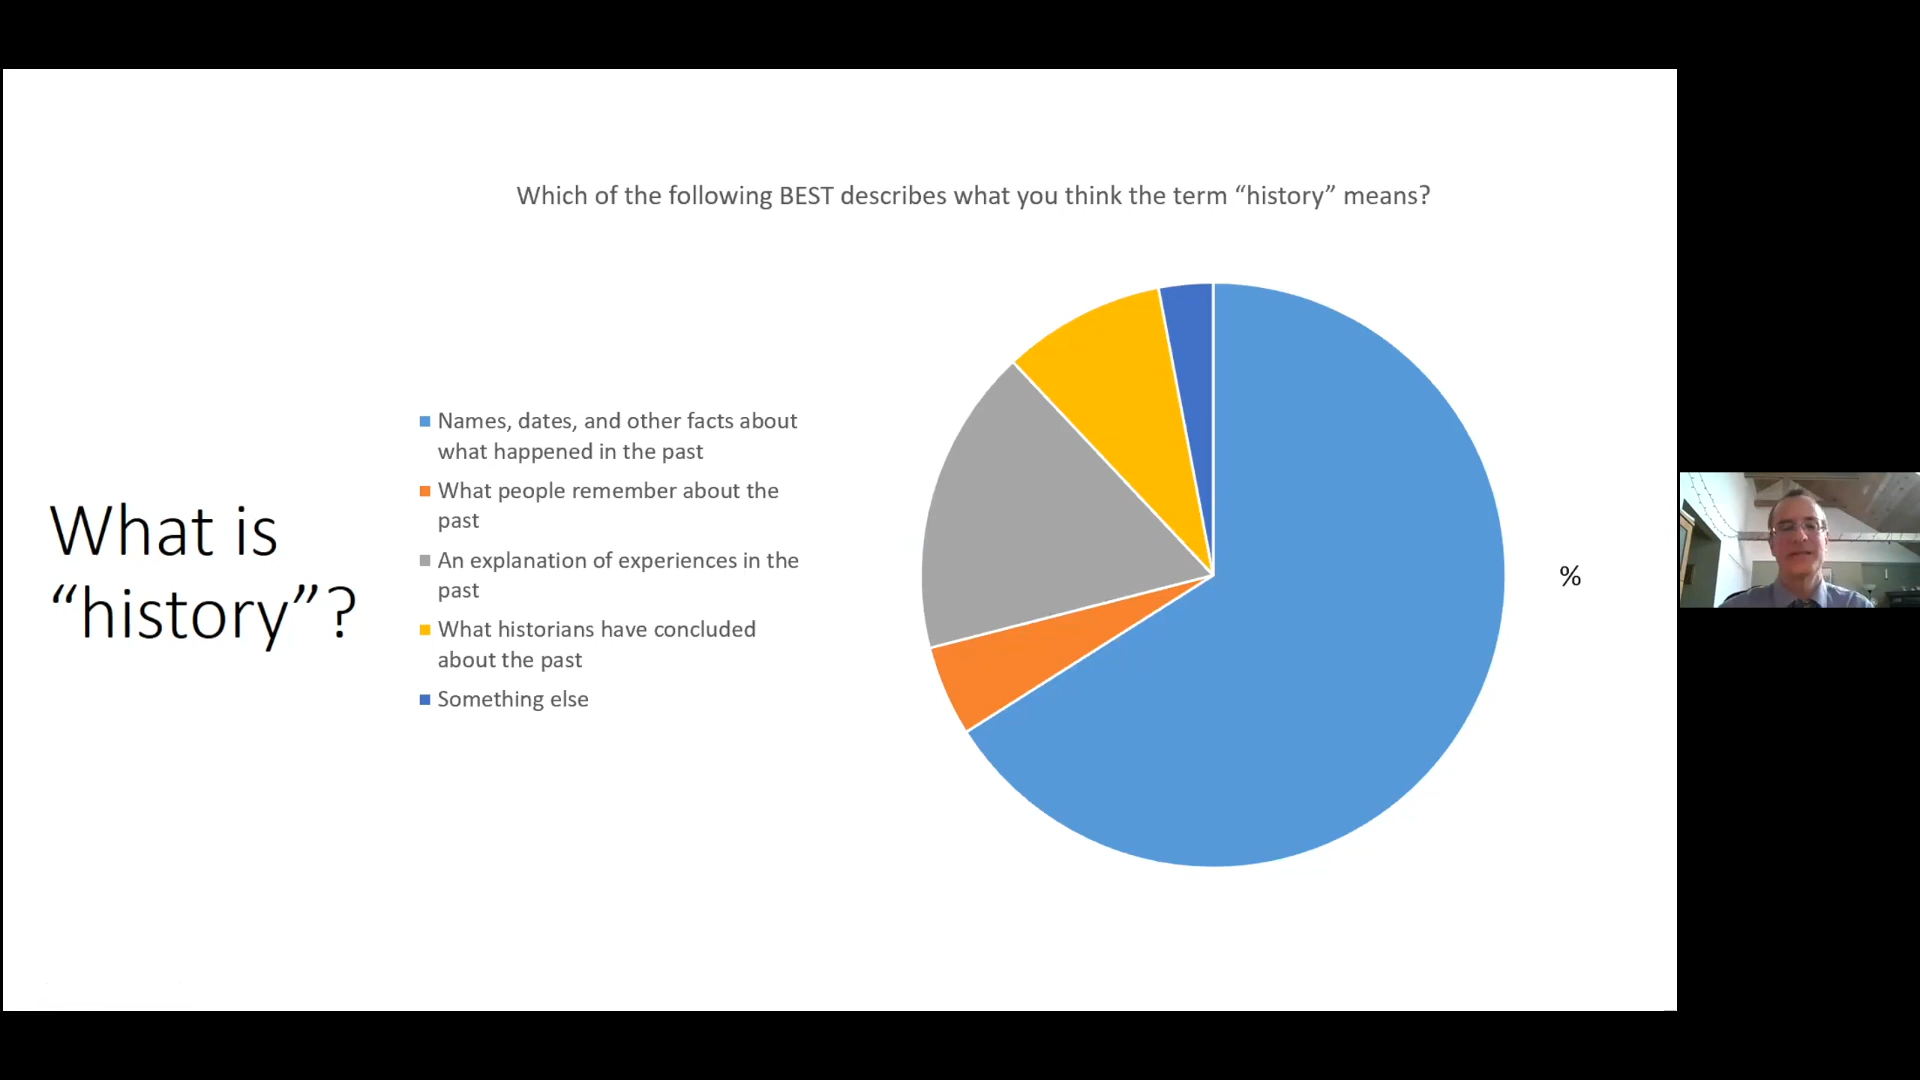 Which of the following BEST describes what you think the term “history” means?
What is
“history”?
Names, dates, and other facts about
what happened in the past
What people remember about the
past
An explanation of experiences in the
past
What historians have concluded
about the past
Something else
%